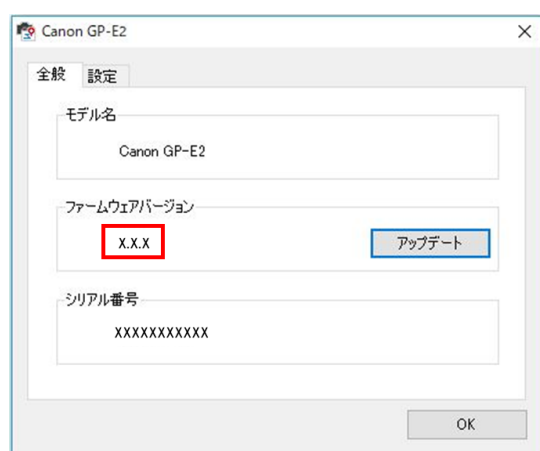 Canon GP-E2
全般 設定
モデル名
Canon GP-E2
ファームウェアバージョン
X.X.X アップデート
シリアル番号
XXXXXXXXXXX
OK